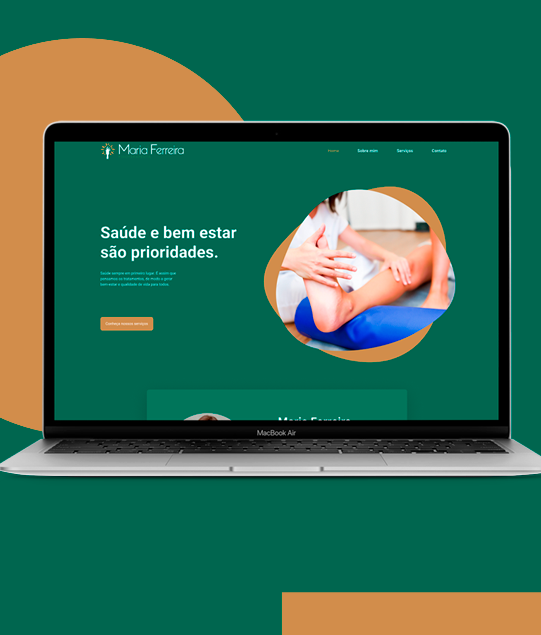 Maria Ferreira
Home Sobre mim Serviços Contato
Saúde e bem estar
são prioridades.
Saúde sempre em primeiro lugar. É assim que
pensamos os tratamentos, de modo a gerar
bem estar e qualidade de vida para todos.
Conheça nossos serviços
Maria Ferreira
MacBook Air